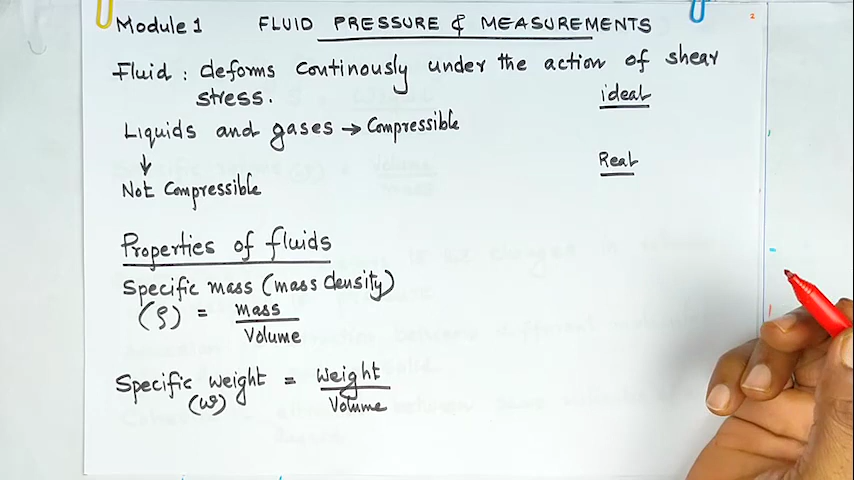 Module 1 FLUID PRESSURE & MEASUREMENTS
Fluid : deforms continously under the action of shear
stress.
ideal
Liquids and gases → Compressible
↓
Real
Not Compressible
Properties of fluids
Specific mass (mass density)
(ρ) = mass
Volume
Specific weight = weight
(w) Volume